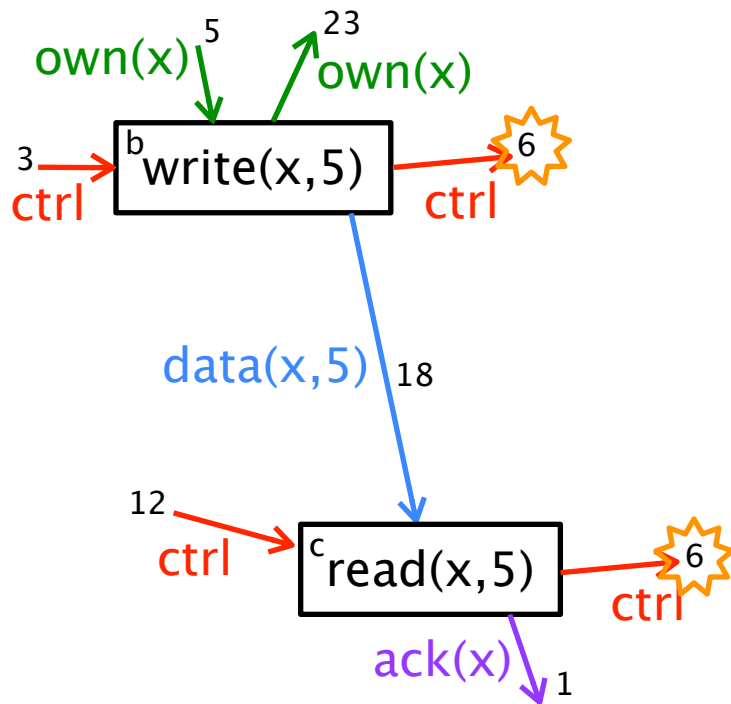 5
23
own(x)
own(x)
b
write(x,5)
3
6
ctrl
ctrl
data(x,5)
18
12
ctrl
c
read(x,5)
6
ctrl
ack(x)
1